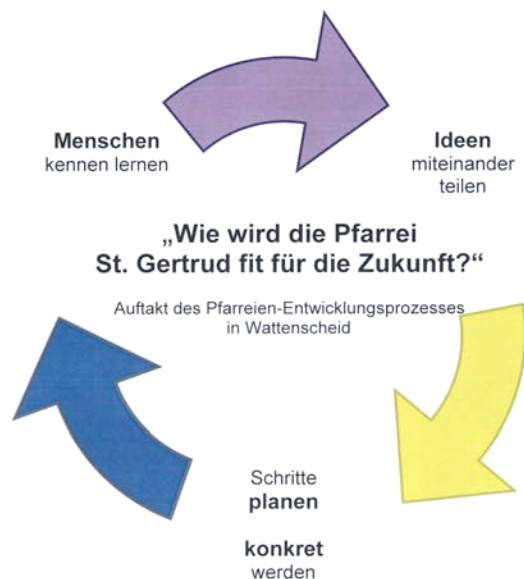 Menschen
kennen lernen
Ideen
miteinander
teilen
„Wie wird die Pfarrei
St. Gertrud fit für die Zukunft?“
Auftakt des Pfarreien-Entwicklungsprozesses
in Wattenscheid
Schritte
planen
konkret
werden